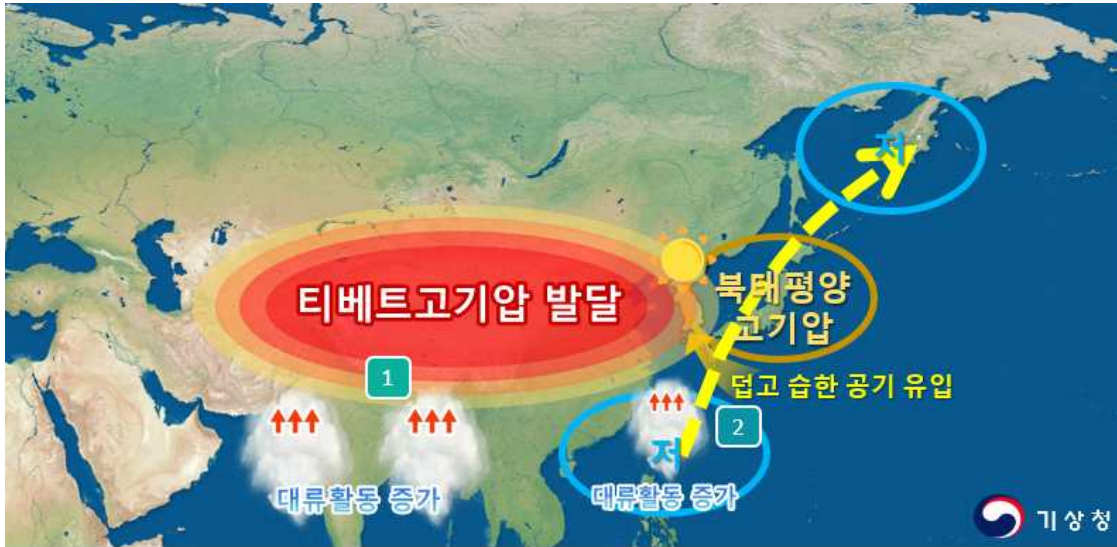 저
티베트고기압 발달
북태평양
고기압
1
덥고 습한 공기 유입
2
저
대류활동 증가
대류활동 증가
기상청